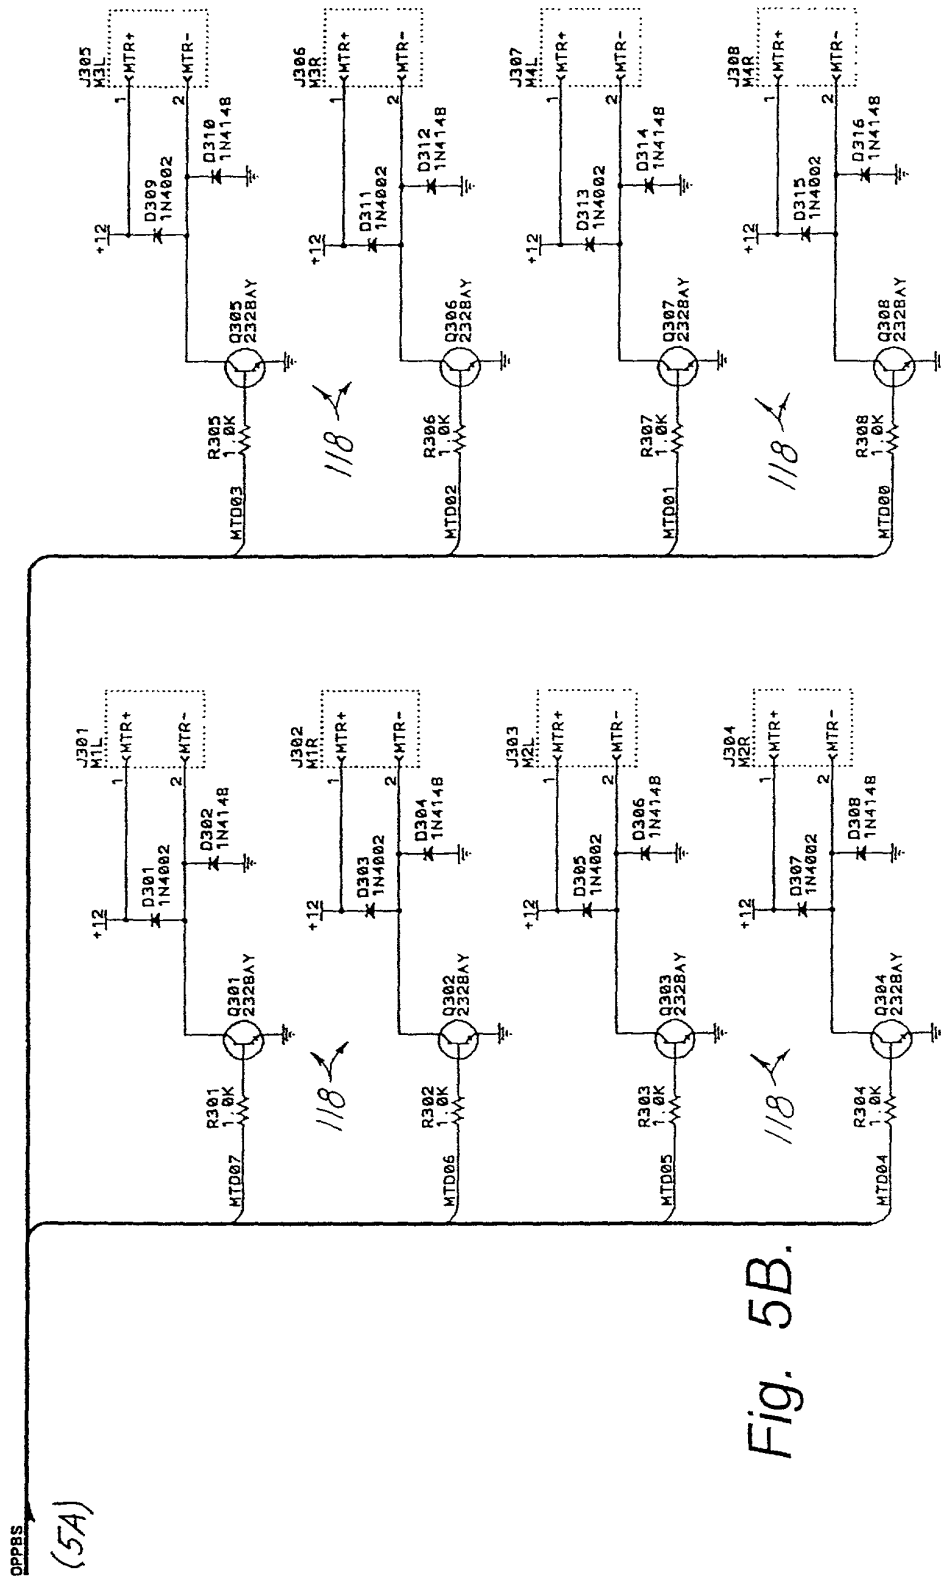 OPPBS
(5A)
J301
M1L
+12
1
MTR+
D301
1N4002
2
MTR-
D302
1N4148
Q301
2328AY
R301
1.0K
MTD07
J305
M3L
+12
1
MTR+
D309
1N4002
2
MTR-
D310
1N4148
Q305
2328AY
R305
1.0K
MTD03
118
118
J302
M1R
+12
1
MTR+
D303
1N4002
2
MTR-
D304
1N4148
Q302
2328AY
R302
1.0K
MTD06
J306
M3R
+12
1
MTR+
D311
1N4002
2
MTR-
D312
1N4148
Q306
2328AY
R306
1.0K
MTD02
J303
M2L
+12
1
MTR+
D305
1N4002
2
MTR-
D306
1N4148
Q303
2328AY
R303
1.0K
MTD05
J307
M4L
+12
1
MTR+
D313
1N4002
2
MTR-
D314
1N4148
Q307
2328AY
R307
1.0K
MTD01
118
118
J304
M2R
+12
1
MTR+
D307
1N4002
2
MTR-
D308
1N4148
Q304
2328AY
R304
1.0K
MTD04
J308
M4R
+12
1
MTR+
D315
1N4002
2
MTR-
D316
1N4148
Q308
2328AY
R308
1.0K
MTD00
Fig. 5B.